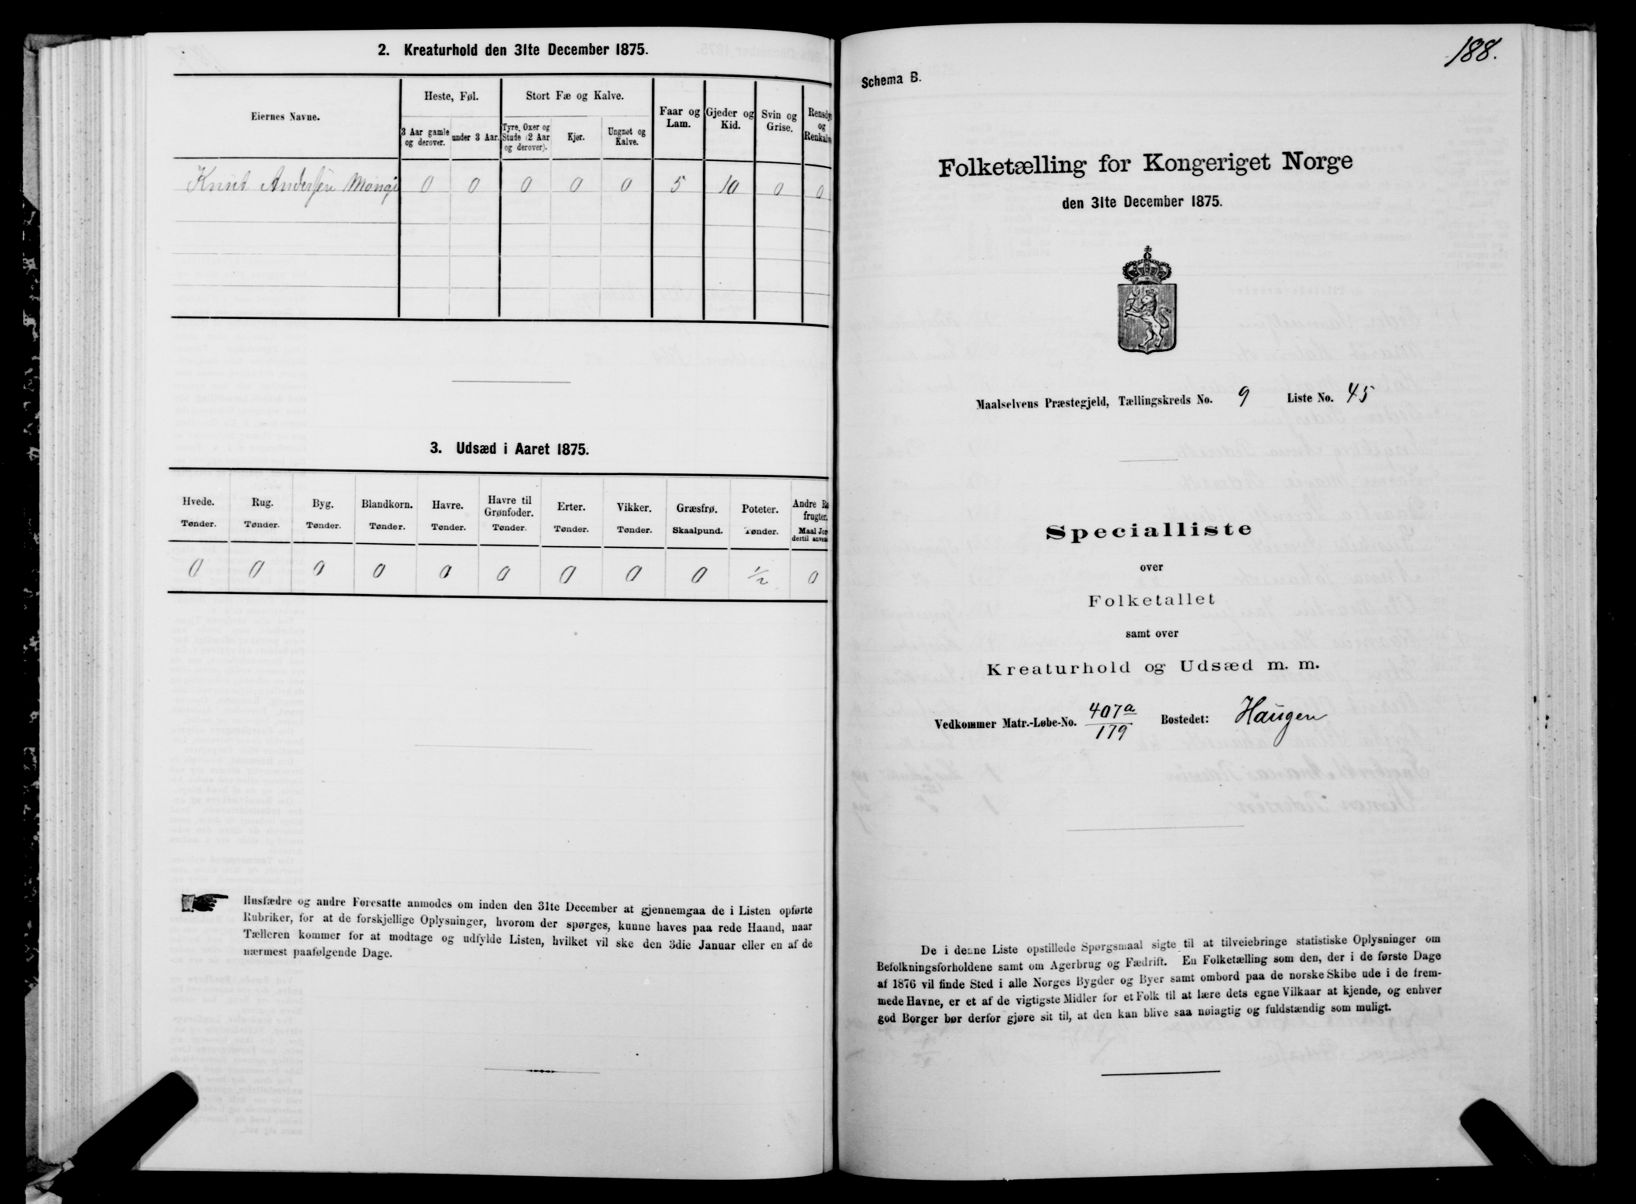 2. Kreaturhold den 31te December 1875.
Eiernes Navne.
Heste, Føl.
Stort Fæ og Kalve.
Faar og Lam.
Gjeder og Kid.
Svin og Grise.
og
3 Aar gamle og derover.
under 3 Aar.
Tyre, Oxer og Stude (2 Aar og derover).
Kjør.
Ungnøt og Kalve.
Knut Andersen 0 0 0 0 0 5 10 0 0
3. Udsæd i Aaret 1875.
Hvede. Rug. Byg. Blandkorn. Havre. Havre til Grønfoder. Erter. Vikker. Græsfrø. Poteter. Andre
Tønder. Tønder. Tønder. Tønder. Tønder. Tønder. Tønder. Tønder. Skaalpund. Tønder. Maal
0 0 0 0 0 0 0 0 0 1/2 0
Husfædre og andre Foresatte anmodes om inden den 31te December at gjennemgaa de i Listen opførte
Rubriker, for at de forskjellige Oplysninger, hvorom der spørges, kunne haves paa rede Haand, naar
Tælleren kommer for at modtage og udfylde Listen, hvilket vil ske den 3die Januar eller en af de
nærmest paafølgende Dage.
188.
Schema B.
Folketælling for Kongeriget Norge
den 31te December 1875.
Maalselvens Præstegjeld, Tællingskreds No. 9 Liste No. 45
Specialliste
over
Folketallet
samt over
Kreaturhold og Udsæd m. m.
Vedkommer Matr.-Løbe-No. 407a/179 Bostedet: Haugen
De i denne Liste opstillede Spørgsmaal sigte til at tilveiebringe statistiske Oplysninger om
Befolkningsforholdene samt om Agerbrug og Fædrift. En Folketælling som den, der i de første Dage
af 1876 vil finde Sted i alle Norges Bygder og Byer samt ombord paa de norske Skibe ude i de frem-
mede Havne, er et af de vigtigste Midler for et Folk til at lære dets egne Vilkaar at kjende, og enhver
god Borger bør derfor gjøre sit til, at den kan blive saa nøiagtig og fuldstændig som muligt.